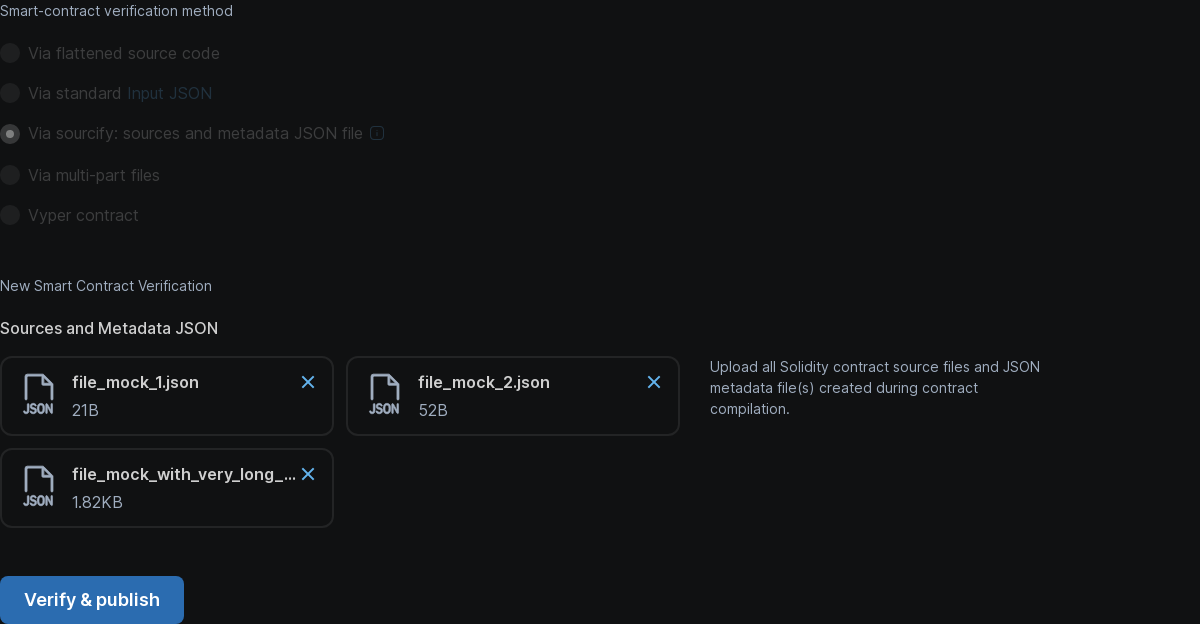 Smart-contract verification method
Via flattened source code
Via standard Input JSON
Via sourcify: sources and metadata JSON file
Via multi-part files
Vyper contract
New Smart Contract Verification
Sources and Metadata JSON
JSON
file_mock_1.json
21B
JSON
file_mock_2.json
52B
Upload all Solidity contract source files and JSON
metadata file(s) created during contract
compilation.
JSON
file_mock_with_very_long_...
1.82KB
Verify & publish